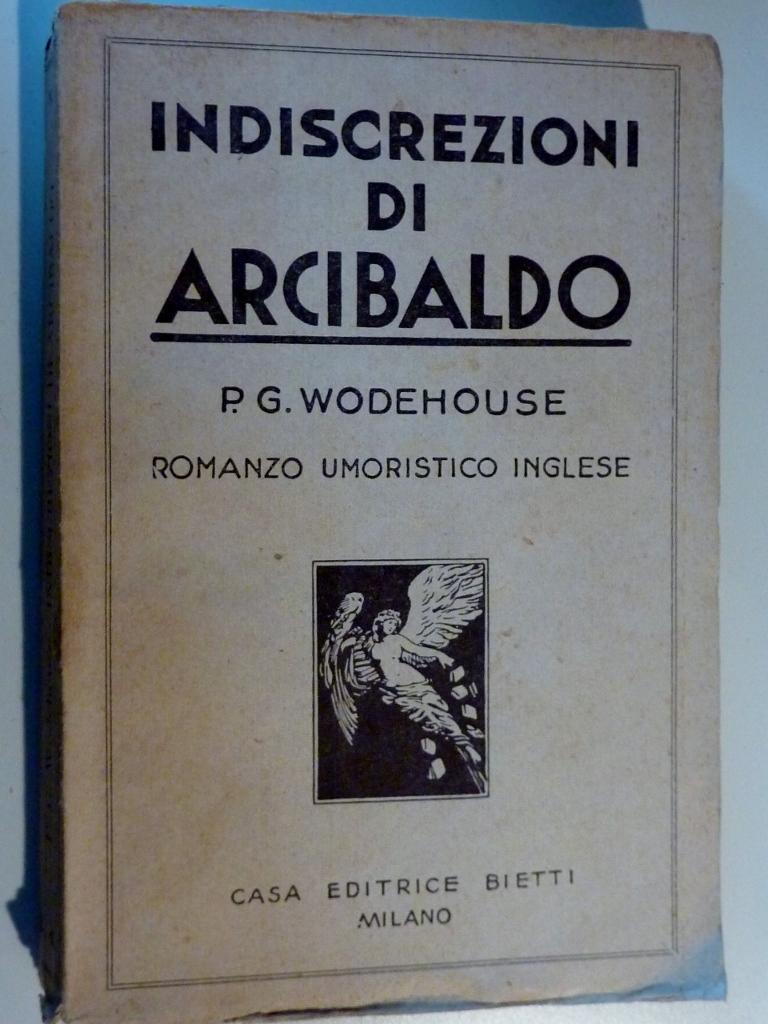 INDISCREZIONI
DI
ARCIBALDO
P. G. WODEHOUSE
ROMANZO UMORISTICO INGLESE
CASA EDITRICE BIETTI
MILANO